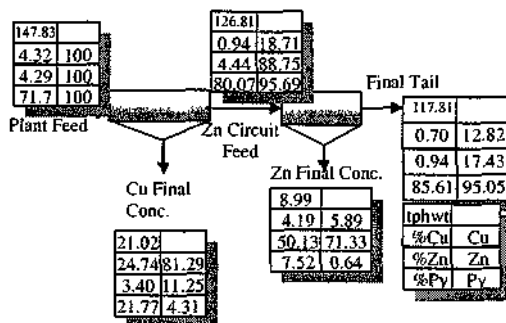 147.83
4.32 100
4.29 100
71.7 100
Plant Feed
126.81
0.94 18.71
4.44 88.75
80.07 95.69
Zn Circuit
Feed
Final Tail
117.81
0.70 12.82
0.94 17.43
85.61 95.05
Cu Final
Conc.
21.02
24.74 81.29
3.40 11.25
21.77 4.31
Zn Final Conc.
8.99
4.19 5.89
50.13 71.33
7.52 0.64
tphwt
%Cu Cu
%Zn Zn
%Py Py